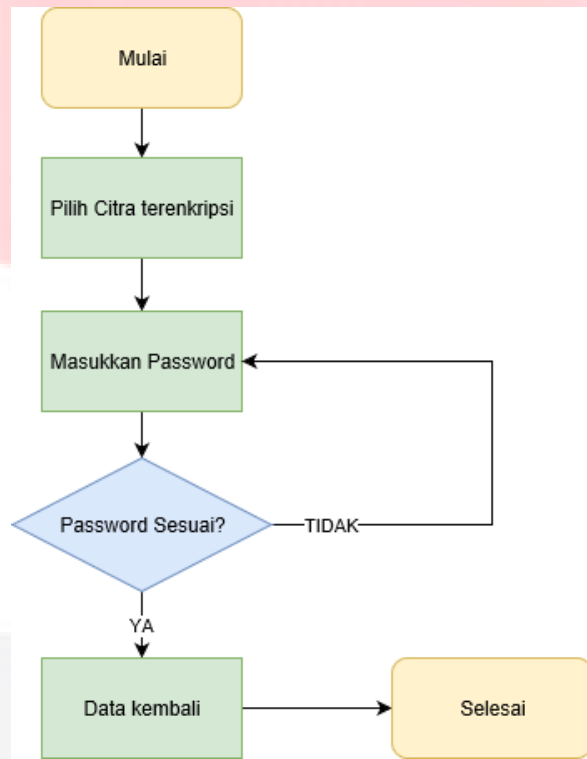 Mulai
Pilih Citra terenkripsi
Masukkan Password
Password Sesuai?
TIDAK
YA
Data kembali
Selesai